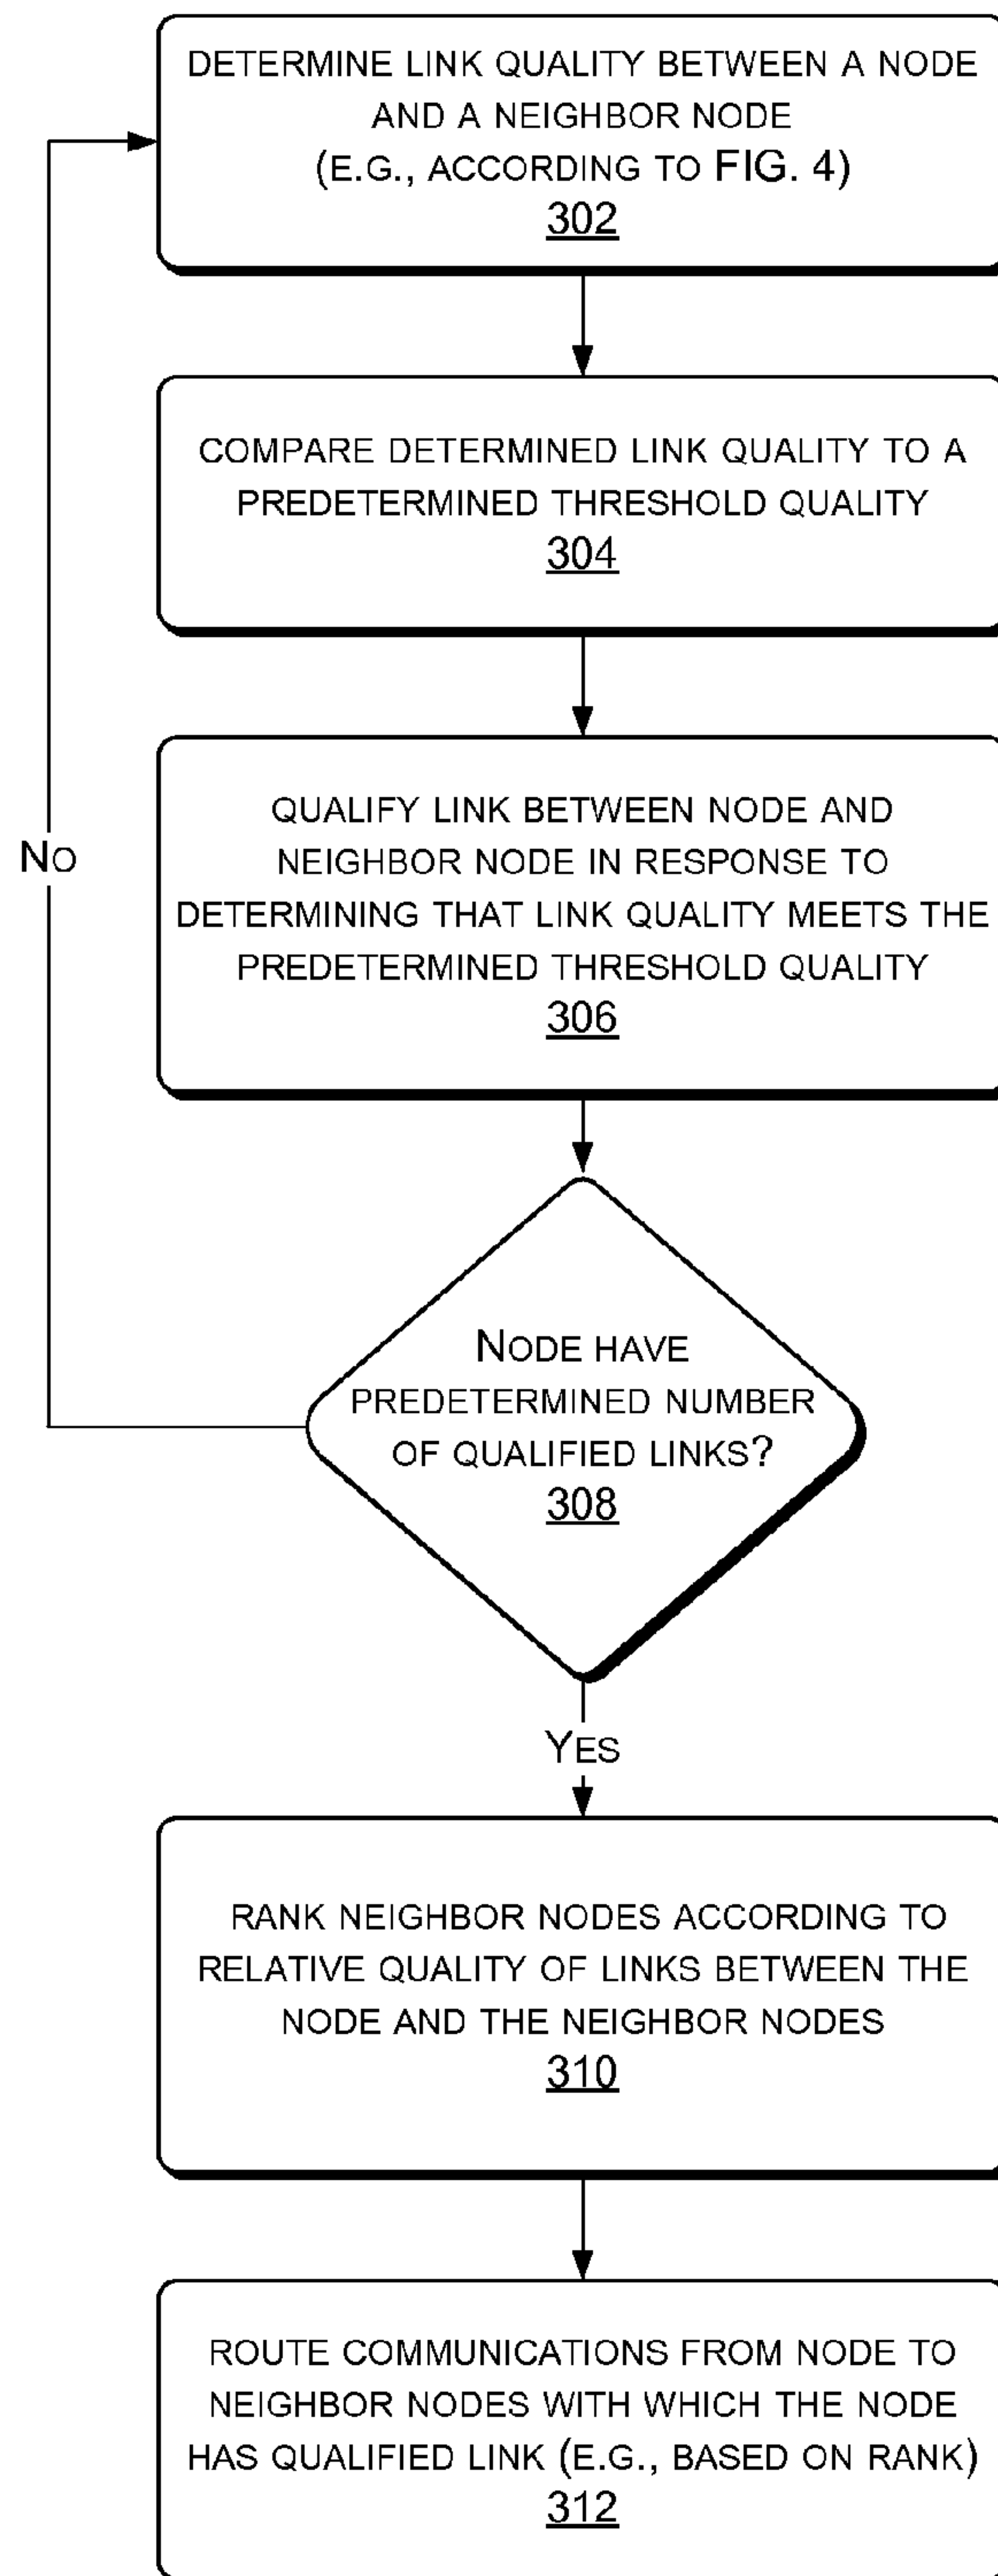 DETERMINE LINK QUALITY BETWEEN A NODE
AND A NEIGHBOR NODE
(E.G., ACCORDING TO FIG. 4)
302
COMPARE DETERMINED LINK QUALITY TO A
PREDETERMINED THRESHOLD QUALITY
304
QUALIFY LINK BETWEEN NODE AND
NEIGHBOR NODE IN RESPONSE TO
DETERMINING THAT LINK QUALITY MEETS THE
PREDETERMINED THRESHOLD QUALITY
306
NO
NODE HAVE
PREDETERMINED NUMBER
OF QUALIFIED LINKS?
308
YES
RANK NEIGHBOR NODES ACCORDING TO
RELATIVE QUALITY OF LINKS BETWEEN THE
NODE AND THE NEIGHBOR NODES
310
ROUTE COMMUNICATIONS FROM NODE TO
NEIGHBOR NODES WITH WHICH THE NODE
HAS QUALIFIED LINK (E.G., BASED ON RANK)
312